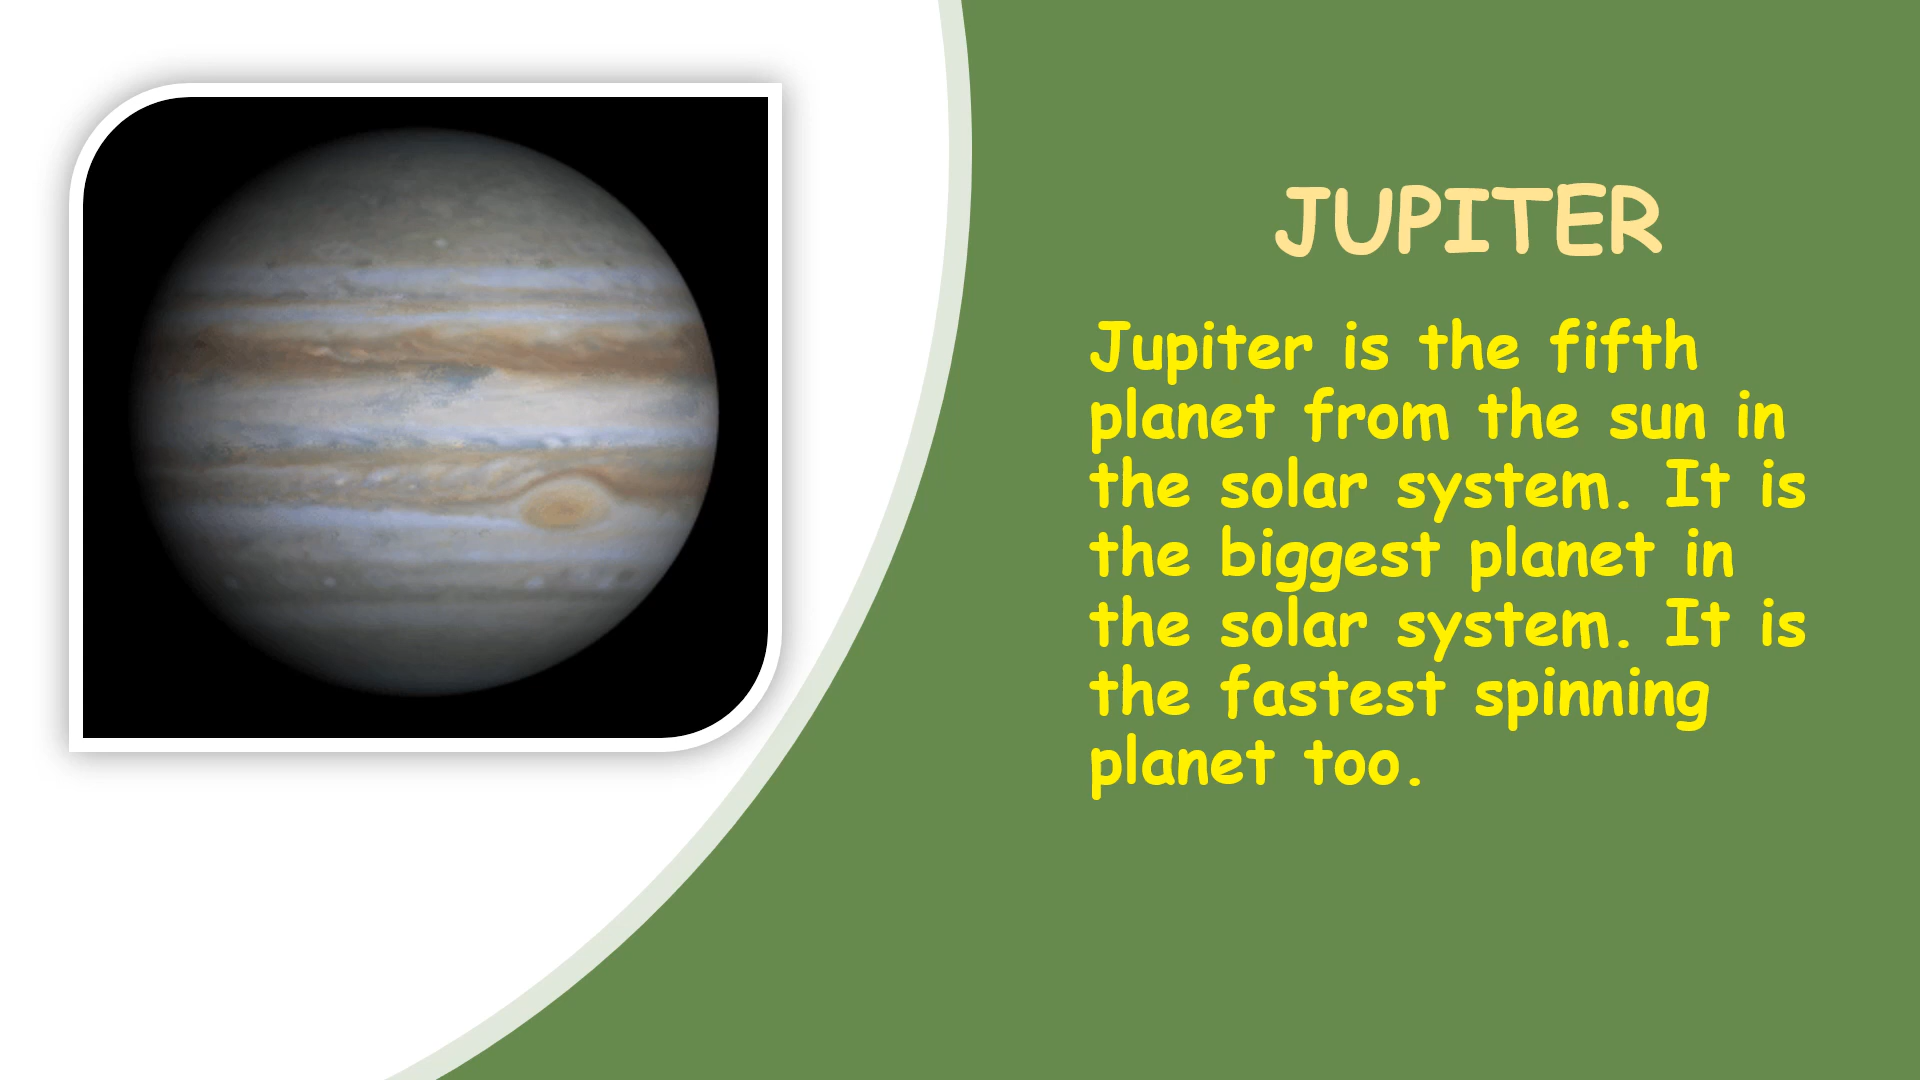 JUPITER
Jupiter is the fifth
planet from the sun in
the solar system. It is
the biggest planet in
the solar system. It is
the fastest spinning
planet too.